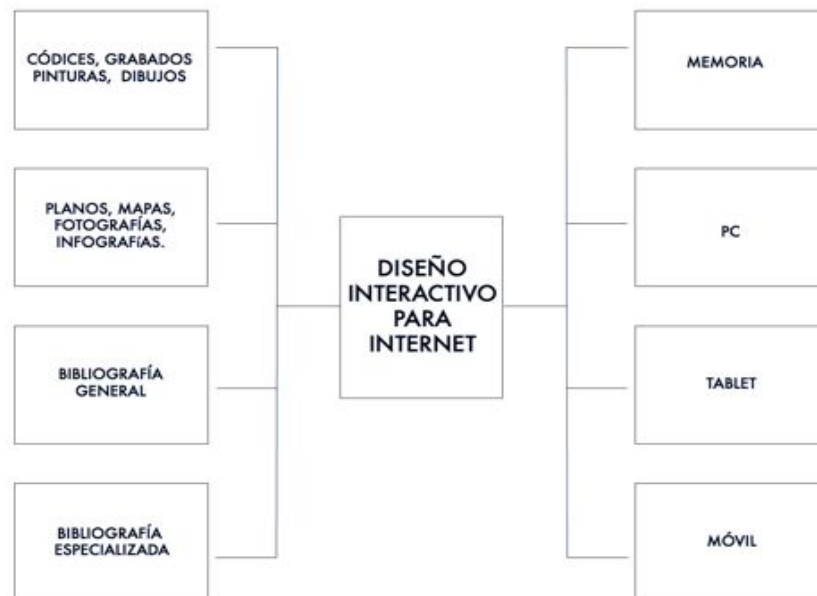 CÓDICES, GRABADOS
PINTURAS, DIBUJOS
PLANOS, MAPAS,
FOTOGRAFÍAS,
INFOGRAFíAS.
BIBLIOGRAFÍA
GENERAL
BIBLIOGRAFÍA
ESPECIALIZADA
DISEÑO
INTERACTIVO
PARA
INTERNET
MEMORIA
PC
TABLET
MÓVIL